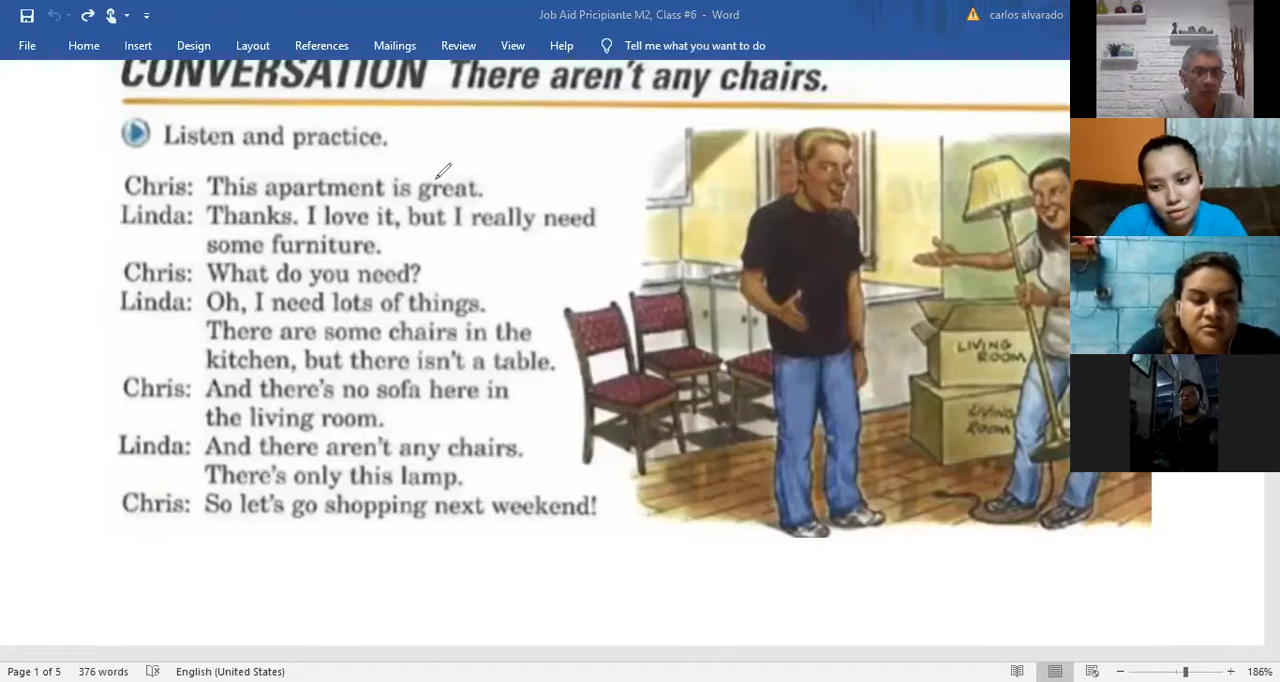 Job Aid Pricipiante M2, Class #6 - Word
carlos alvarado
File Home Insert Design Layout References Mailings Review View Help Tell me what you want to do
CONVERSATION There aren't any chairs.
Listen and practice.
Chris: This apartment is great.
Linda: Thanks. I love it, but I really need
some furniture.
Chris: What do you need?
Linda: Oh, I need lots of things.
There are some chairs in the
kitchen, but there isn't a table.
Chris: And there's no sofa here in
the living room.
Linda: And there aren't any chairs.
There's only this lamp.
Chris: So let's go shopping next weekend!
LIVING
ROOM
LIVING
ROOM
Page 1 of 5 376 words English (United States) 186%